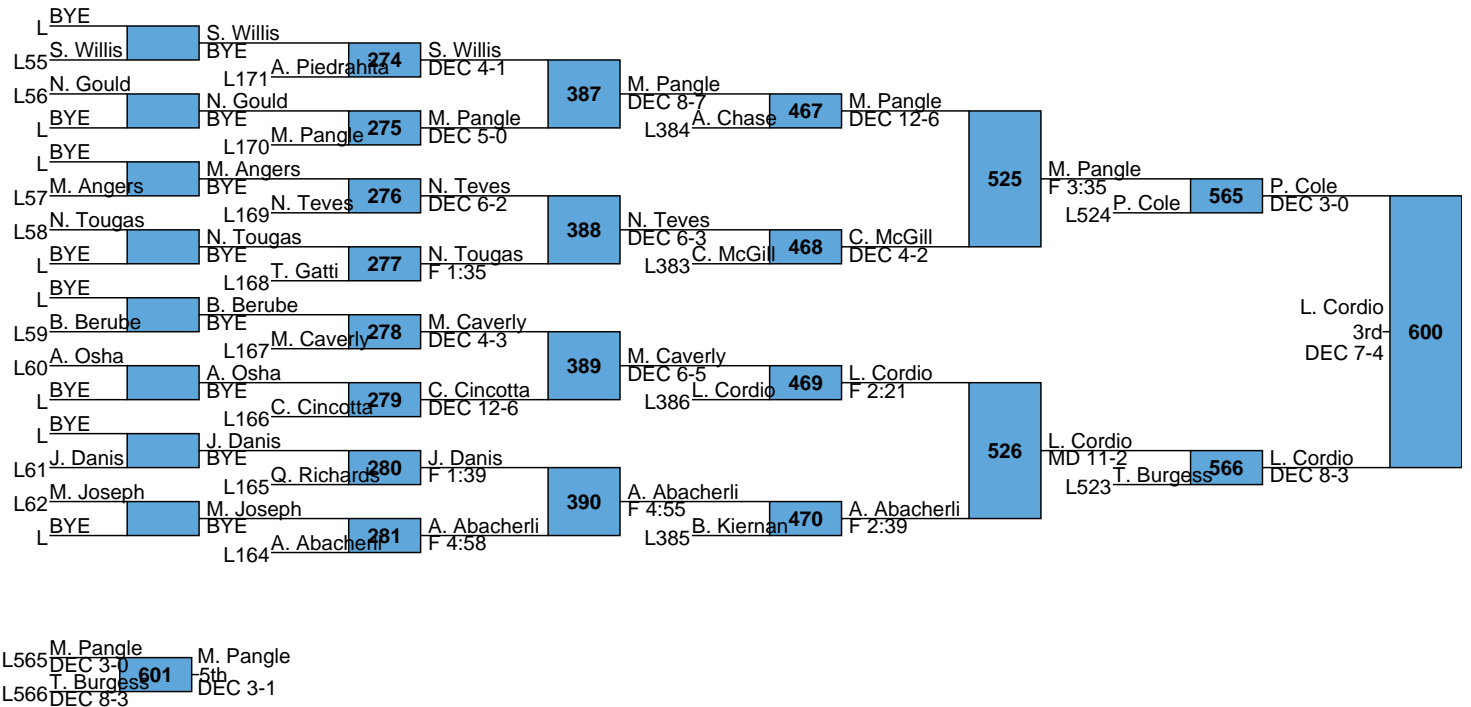 BYE
L
S. Willis
BYE
L55 S. Willis
274
S. Willis
DEC 4-1
L171 A. Piedrahita
N. Gould
L56
387
M. Pangle
DEC 8-7
N. Gould
BYE
BYE
L
275
M. Pangle
DEC 5-0
L170 M. Pangle
L384 A. Chase
467
M. Pangle
DEC 12-6
BYE
L
M. Angers
BYE
L57 M. Angers
276
N. Teves
DEC 6-2
L169 N. Teves
525
M. Pangle
F 3:35
N. Tougas
L58
388
N. Teves
DEC 6-3
N. Tougas
BYE
BYE
L
277
N. Tougas
F 1:35
L168 T. Gatti
L383 C. McGill
468
C. McGill
DEC 4-2
L524 P. Cole
565
P. Cole
DEC 3-0
BYE
L
B. Berube
BYE
L59 B. Berube
278
M. Caverly
DEC 4-3
L167 M. Caverly
L. Cordio
3rd
DEC 7-4
600
A. Osha
L60
389
M. Caverly
DEC 6-5
A. Osha
BYE
BYE
L
279
C. Cincotta
DEC 12-6
L166 C. Cincotta
L386 L. Cordio
469
L. Cordio
F 2:21
BYE
L
J. Danis
BYE
L61 J. Danis
280
J. Danis
F 1:39
L165 Q. Richards
526
L. Cordio
MD 11-2
M. Joseph
L62
390
A. Abacherli
F 4:55
M. Joseph
BYE
BYE
L
281
A. Abacherli
F 4:58
L164 A. Abacherli
L385 B. Kiernan
470
A. Abacherli
F 2:39
L523 T. Burgess
566
L. Cordio
DEC 8-3
M. Pangle
L565
DEC 3-0
601
M. Pangle
5th
DEC 3-1
T. Burgess
L566
DEC 8-3